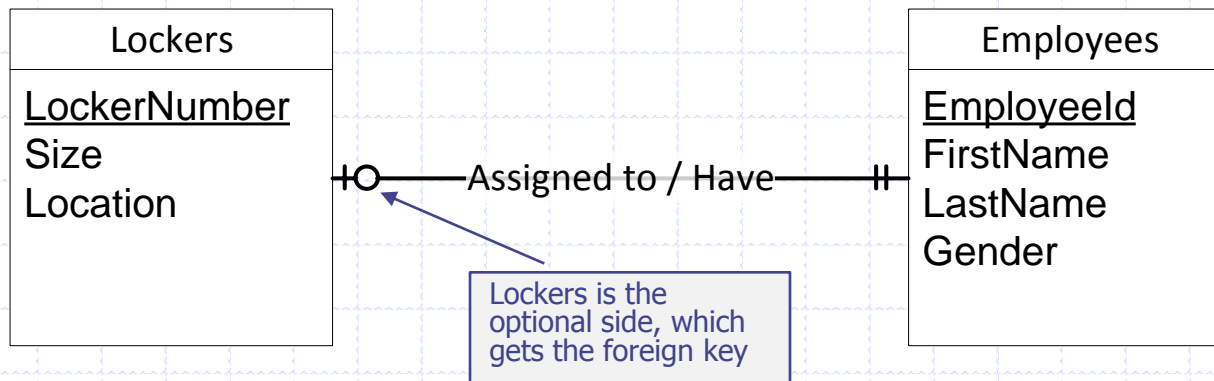 Lockers
LockerNumber
Size
Location
Assigned to / Have
Employees
EmployeeId
FirstName
LastName
Gender
Lockers is the
optional side, which
gets the foreign key